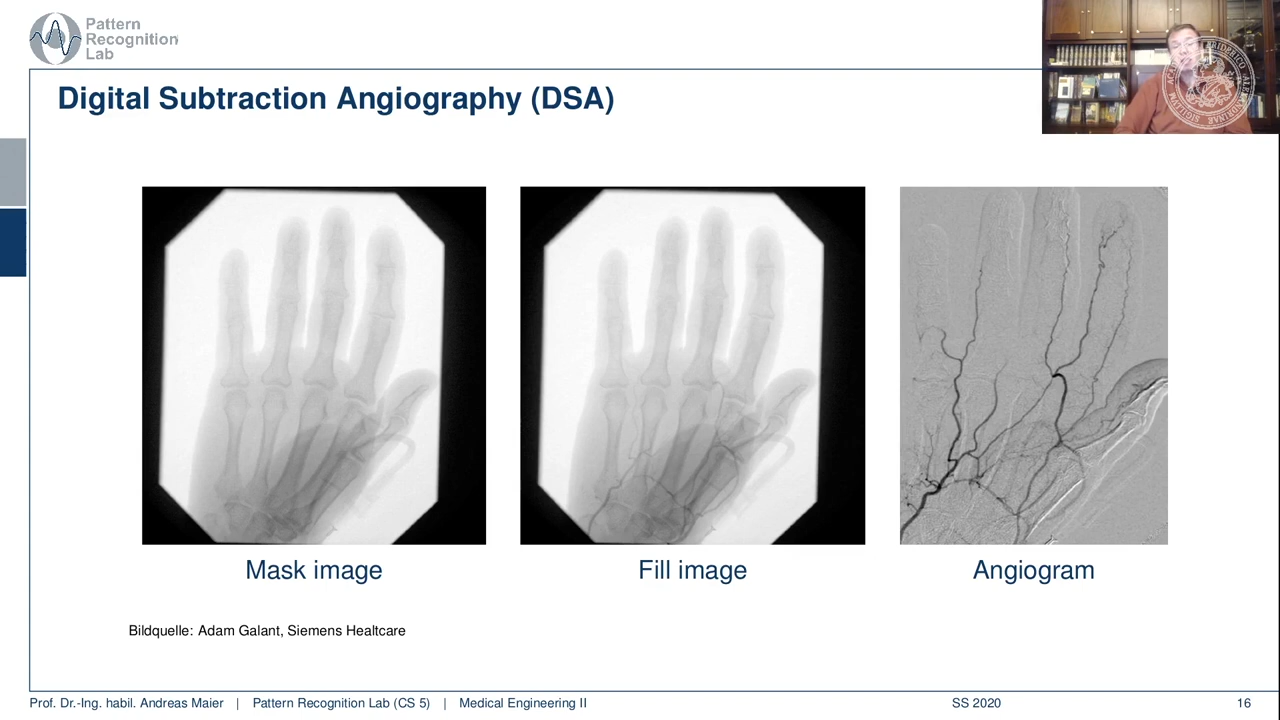 Pattern
Recognition
Lab
Digital Subtraction Angiography (DSA)
Mask image
Fill image
Angiogram
Bildquelle: Adam Galant, Siemens Healtcare
Prof. Dr.-Ing. habil. Andreas Maier | Pattern Recognition Lab (CS 5) | Medical Engineering II
SS 2020
16